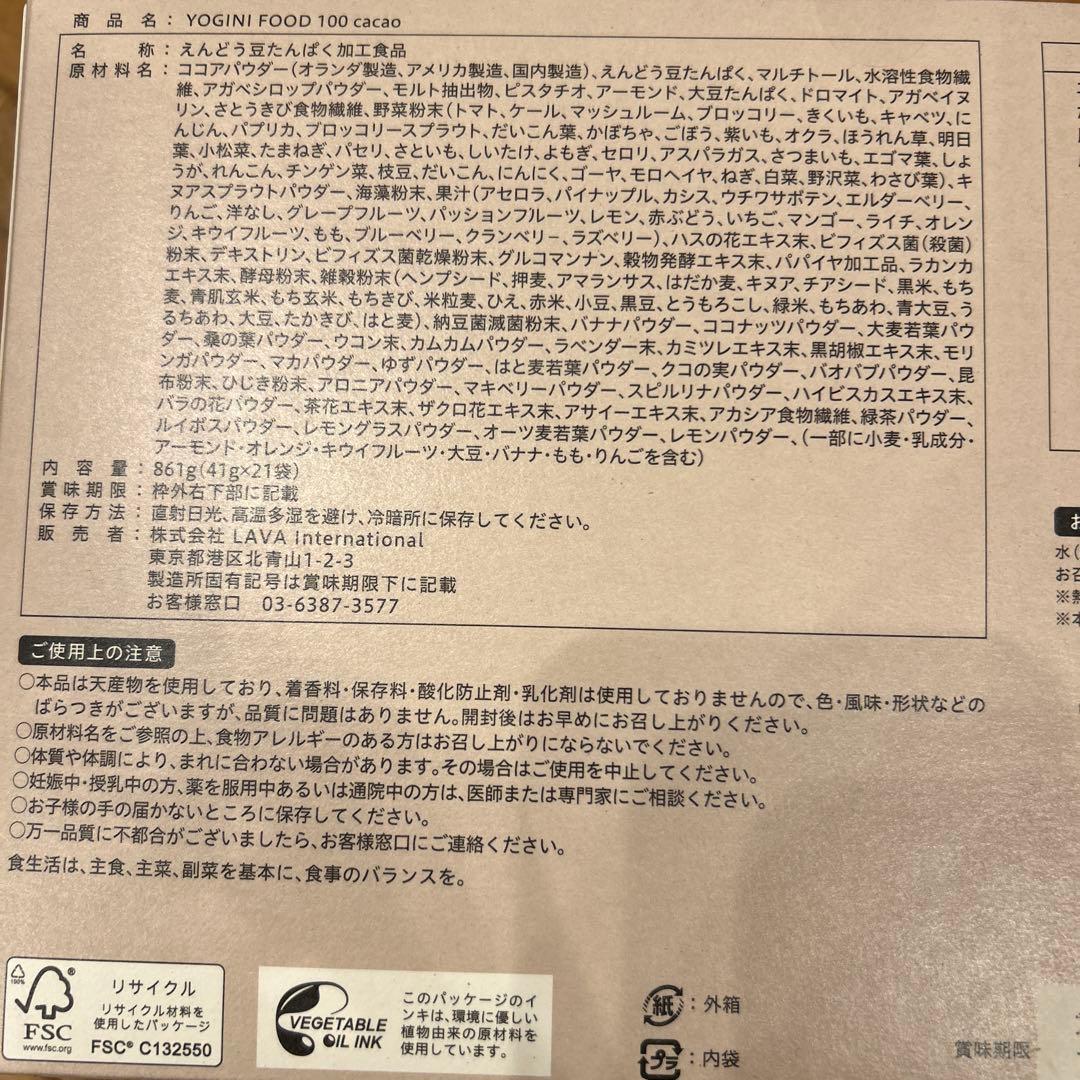 商品名：YOGINI FOOD 100 cacao
名称：えんどう豆たんぱく加工食品
原材料名：ココアパウダー(オランダ製造、アメリカ製造、国内製造)、えんどう豆たんぱく、マルチトール、水溶性食物繊
維、アガベシロップパウダー、モルト抽出物、ピスタチオ、アーモンド、大豆たんぱく、ドロマイト、アガベイヌ
リン、さとうきび食物繊維、野菜粉末(トマト、ケール、マッシュルーム、ブロッコリー、きくいも、キャベツ、に
んじん、パプリカ、ブロッコリースプラウト、だいこん葉、かぼちゃ、ごぼう、紫いも、オクラ、ほうれん草、明日
葉、小松菜、たまねぎ、パセリ、さといも、しいたけ、よもぎ、セロリ、アスパラガス、さつまいも、エゴマ葉、しょ
うが、れんこん、チンゲン菜、枝豆、だいこん、にんにく、ゴーヤ、モロヘイヤ、ねぎ、白菜、野沢菜、わさび葉)、キ
ヌアスプラウトパウダー、海藻粉末、果汁(アセロラ、パイナップル、カシス、ウチワサボテン、エルダーベリー、
りんご、洋なし、グレープフルーツ、パッションフルーツ、レモン、赤ぶどう、いちご、マンゴー、ライチ、オレン
ジ、キウイフルーツ、もも、ブルーベリー、クランベリー、ラズベリー)、ハスの花エキス末、ビフィズス菌(殺菌)
粉末、デキストリン、ビフィズス菌乾燥粉末、グルコマンナン、穀物発酵エキス末、パパイヤ加工品、ラカンカ
エキス末、酵母粉末、雑穀粉末(ヘンプシード、押麦、アマランサス、はだか麦、キヌア、チアシード、黒米、もち
麦、青肌玄米、もち玄米、もちきび、米粒麦、ひえ、赤米、小豆、黒豆、とうもろこし、緑米、もちあわ、青大豆、う
るちあわ、大豆、たかきび、はと麦)、納豆菌滅菌粉末、バナナパウダー、ココナッツパウダー、大麦若葉パウ
ダー、桑の葉パウダー、ウコン末、カムカムパウダー、ラベンダー末、カミツレエキス末、黒胡椒エキス末、モリ
ンガパウダー、マカパウダー、ゆずパウダー、はと麦若葉パウダー、クコの実パウダー、バオバブパウダー、昆
布粉末、ひじき粉末、アロニアパウダー、マキベリーパウダー、スピルリナパウダー、ハイビスカスエキス末、
バラの花パウダー、茶花エキス末、ザクロ花エキス末、アサイーエキス末、アカシア食物繊維、緑茶パウダー、
ルイボスパウダー、レモングラスパウダー、オーツ麦若葉パウダー、レモンパウダー、(一部に小麦・乳成分・
アーモンド・オレンジ・キウイフルーツ・大豆・バナナ・もも・りんごを含む)
内容量：861g(41g×21袋)
賞味期限：枠外右下部に記載
保存方法：直射日光、高温多湿を避け、冷暗所に保存してください。
販売者：株式会社 LAVA International
東京都港区北青山1-2-3
製造所固有記号は賞味期限下に記載
お客様窓口 03-6387-3577
ご使用上の注意
○本品は天産物を使用しており、着香料・保存料・酸化防止剤・乳化剤は使用しておりませんので、色・風味・形状などの
ばらつきがございますが、品質に問題はありません。開封後はお早めにお召し上がりください。
○原材料名をご参照の上、食物アレルギーのある方はお召し上がりにならないでください。
○体質や体調により、まれに合わない場合があります。その場合はご使用を中止してください。
○妊娠中・授乳中の方、薬を服用中あるいは通院中の方は、医師または専門家にご相談ください。
○お子様の手の届かないところに保存してください。
○万一品質に不都合がございましたら、お客様窓口にご連絡ください。
食生活は、主食、主菜、副菜を基本に、食事のバランスを。
100%
FSC
www.fsc.org
リサイクル
リサイクル材料を
使用したパッケージ
FSC® C132550
VEGETABLE
OIL INK
このパッケージのイ
ンキは、環境に優しい
植物由来の原材料を
使用しています。
紙：外箱
プラ：内袋
賞味期限
お
水(
お召
※熱
※本